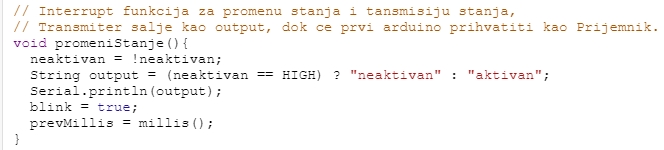 // Interrupt funkcija za promenu stanja i tansmisiju stanja,
// Transmiter salje kao output, dok ce prvi arduino prihvatiti kao Prijemnik.
void promeniStanje(){
  neaktivan = !neaktivan;
  String output = (neaktivan == HIGH) ? "neaktivan" : "aktivan";
  Serial.println(output);
  blink = true;
  prevMillis = millis();
}